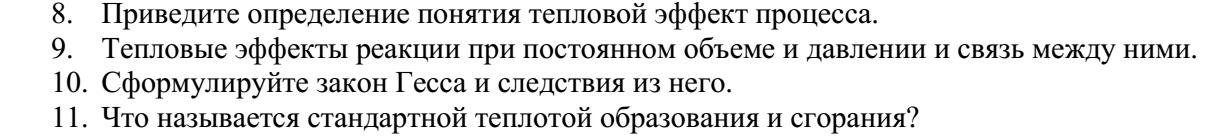 8. Приведите определение понятия тепловой эффект процесса.
9. Тепловые эффекты реакции при постоянном объеме и давлении и связь между ними.
10. Сформулируйте закон Гесса и следствия из него.
11. Что называется стандартной теплотой образования и сгорания?